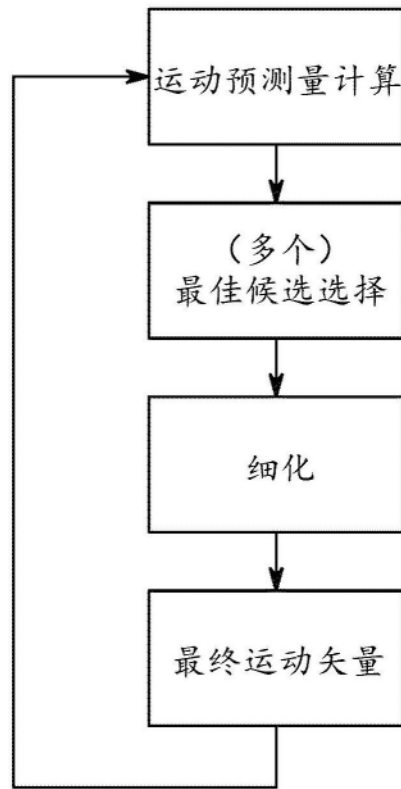 运动预测量计算
（多个）
最佳候选选择
细化
最终运动矢量